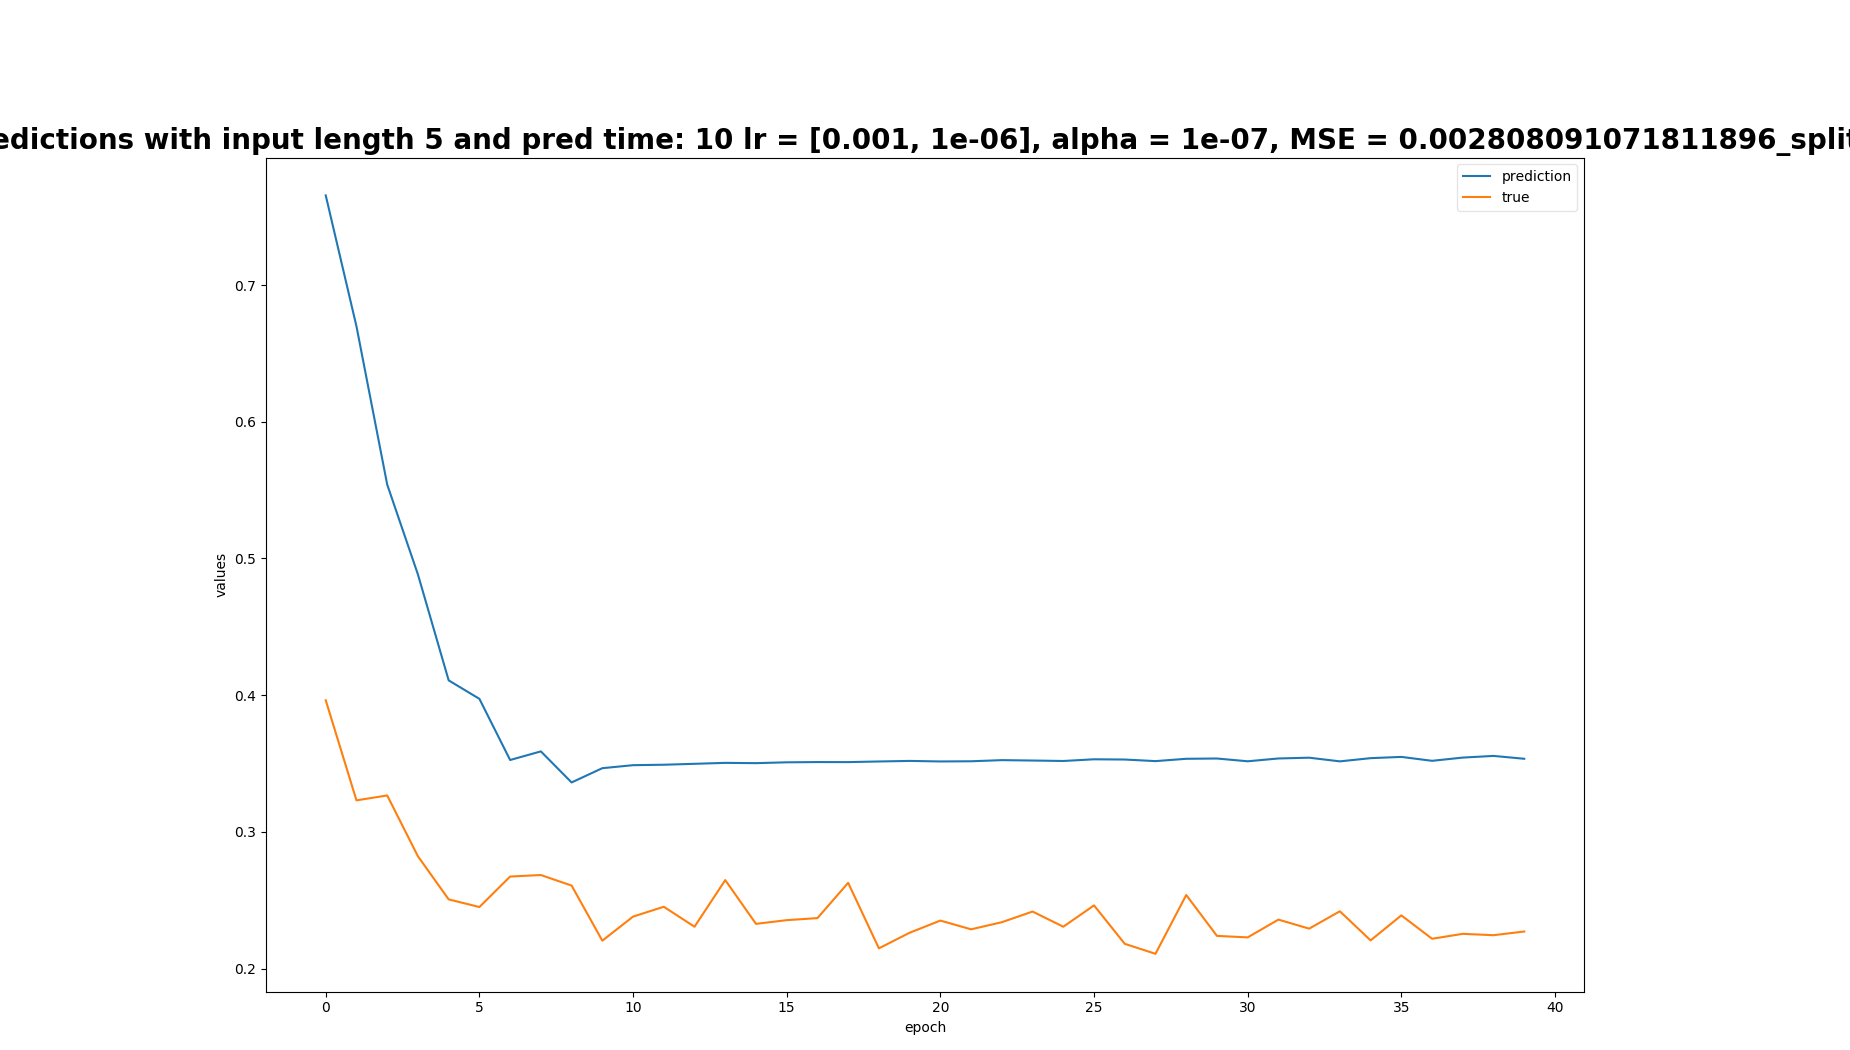 edictions with input length 5 and pred time: 10 lr = [0.001, 1e-06], alpha = 1e-07, MSE = 0.002808091071811896_split
prediction
true
0.7
0.6
0.5
0.4
0.3
0.2
values
0 5 10 15 20 25 30 35 40
epoch